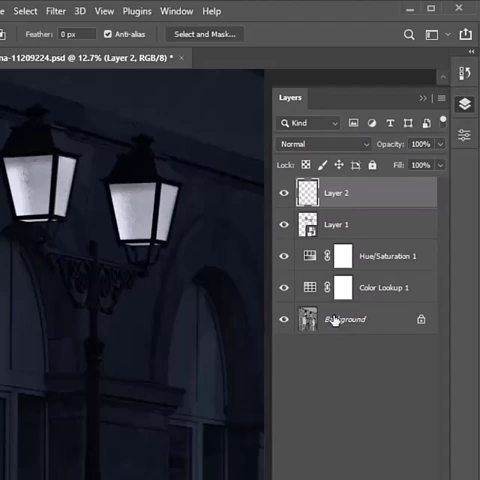 e Select Filter 3D View Plugins Window Help
Feather: 0 px Anti-alias Select and Mask...
na-11209224.psd @ 12.7% (Layer 2, RGB/8) *
Layers
Kind
Normal Opacity: 100%
Lock: Fill: 100%
Layer 2
Layer 1
Hue/Saturation 1
Color Lookup 1
Background